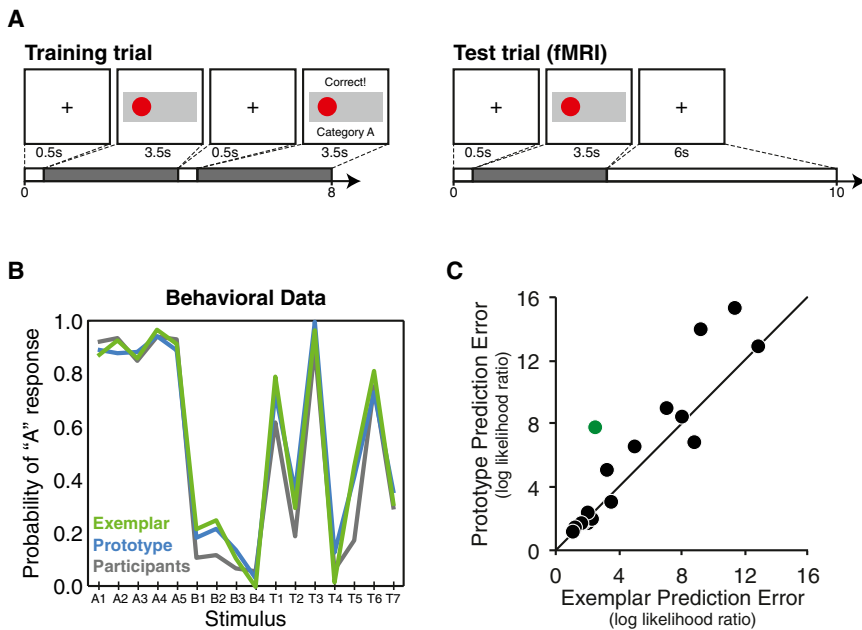 A
Training trial
Test trial (fMRI)
+
+
Correct!
Category A
+
+
0.5s
3.5s
0.5s
3.5s
0.5s
3.5s
6s
0
8
0
10
B
Behavioral Data
Probability of “A” response
1.0
0.8
0.6
0.4
0.2
0.0
Exemplar
Prototype
Participants
A1 A2 A3 A4 A5 B1 B2 B3 B4 T1 T2 T3 T4 T5 T6 T7
Stimulus
C
Prototype Prediction Error
(log likelihood ratio)
16
12
8
4
0
0 4 8 12 16
Exemplar Prediction Error
(log likelihood ratio)